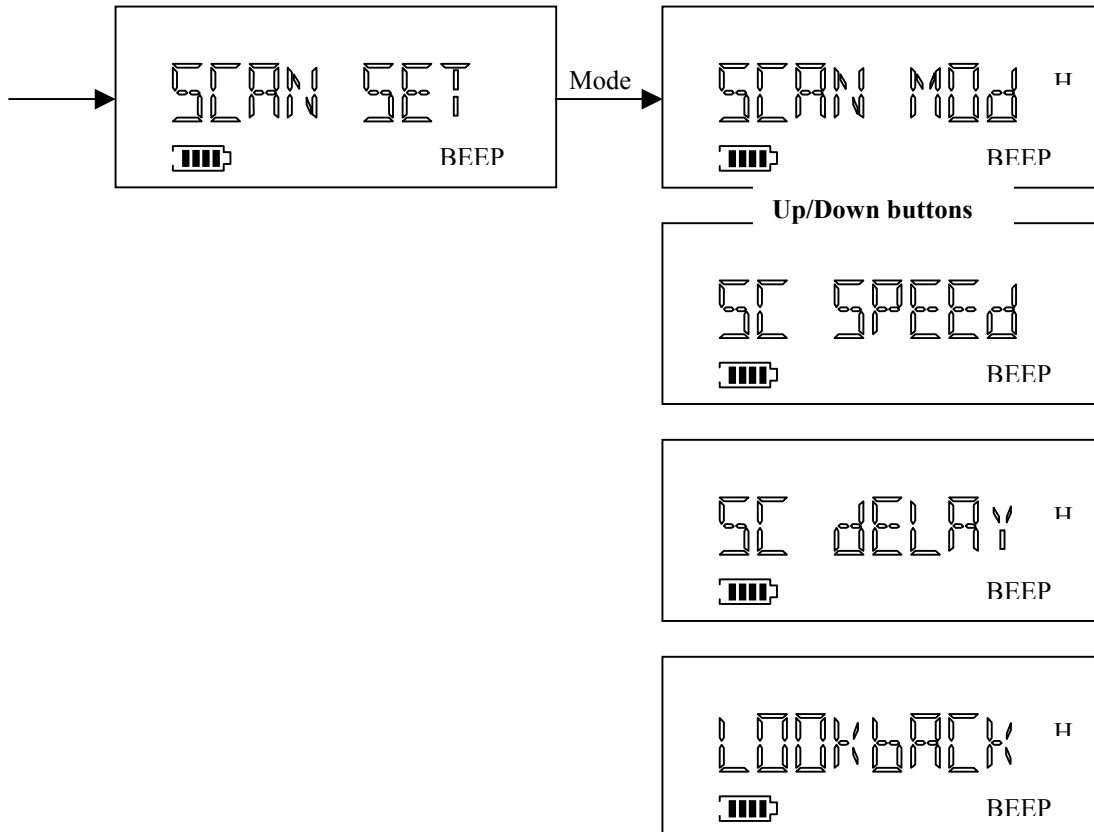 SCAN SET
BEEP
Mode
SCAN MOd H
BEEP
Up/Down buttons
SC SPEEd
BEEP
SC dELAY H
BEEP
LOOKbACK H
BEEP